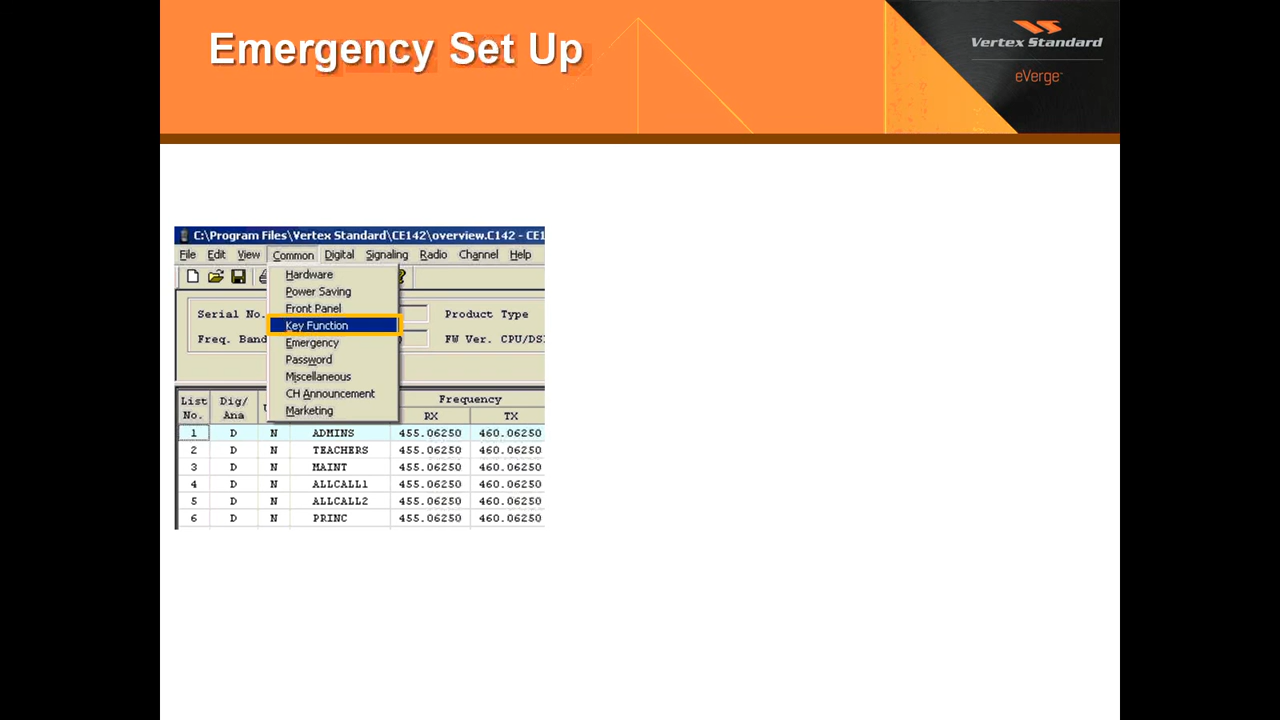 Emergency Set Up
Vertex Standard
eVerge™
C:\Program Files\Vertex Standard\CE142\overview.C142 - CE1
File Edit View Common Digital Signaling Radio Channel Help
Hardware
Power Saving
Front Panel
Key Function
Emergency
Password
Miscellaneous
CH Announcement
Marketing
Serial No. Product Type
Freq. Band FW Ver. CPU/DS
List No. Dig/ Ana Frequency
RX TX
1 D N ADMINS 455.06250 460.06250
2 D N TEACHERS 455.06250 460.06250
3 D N MAINT 455.06250 460.06250
4 D N ALLCALL1 455.06250 460.06250
5 D N ALLCALL2 455.06250 460.06250
6 D N PRINC 455.06250 460.06250